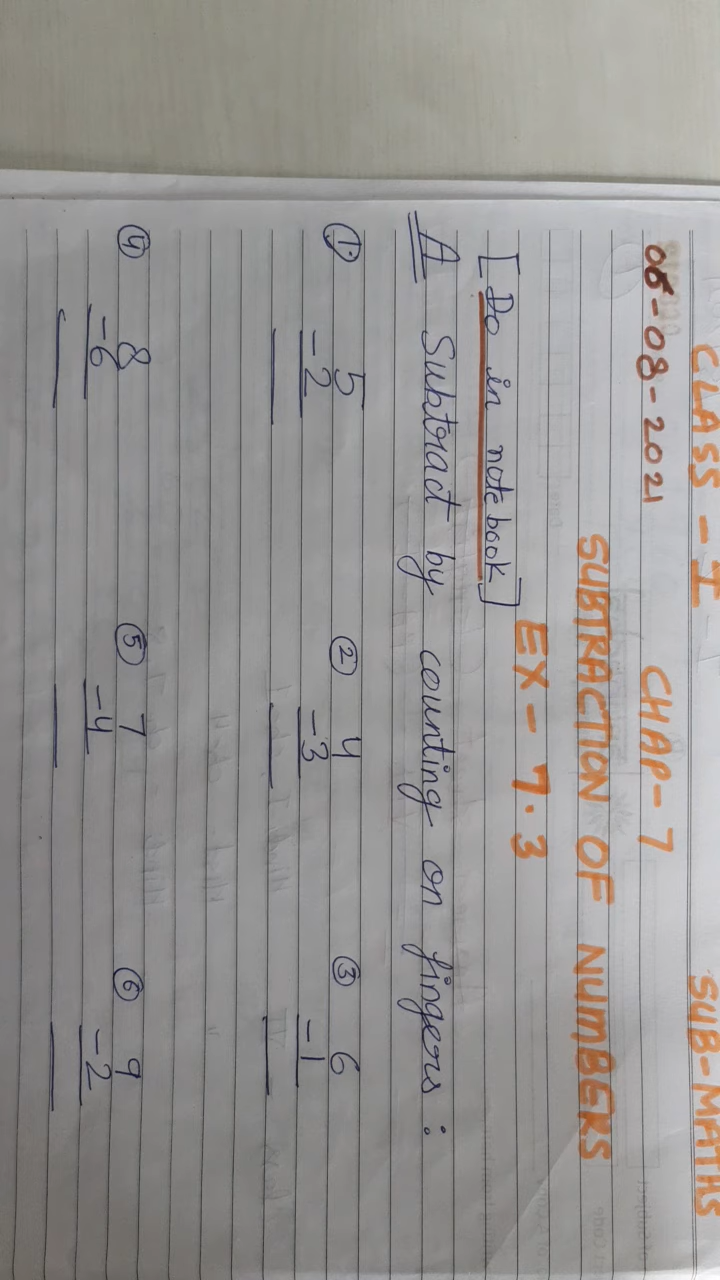 CLASS - I SUB-MATHS
06-08-2021 CHAP-7
SUBTRACTION OF NUMBERS
EX - 7.3
[Do in notebook]
A Subtract by counting on fingers :
① 5 ② 4 ③ 6
-2 -3 -1
④ 8 ⑤ 7 ⑥ 9
-6 -4 -2